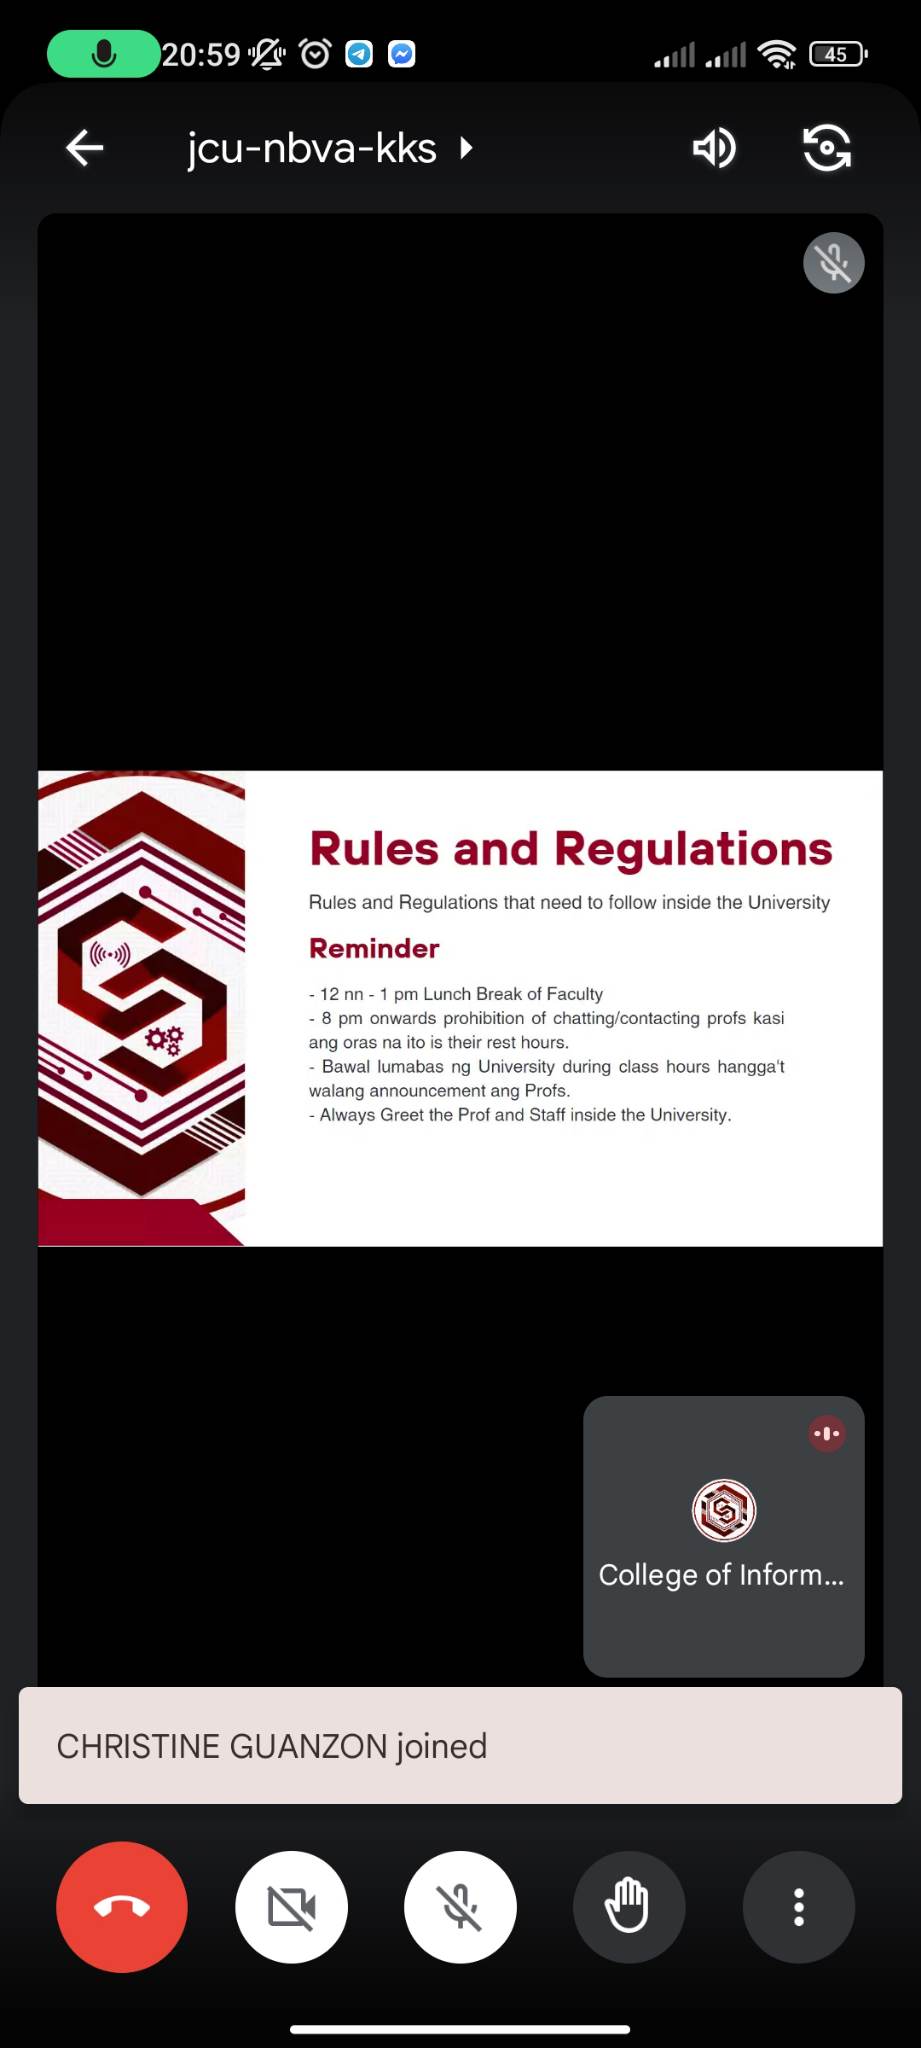 20:59
45
jcu-nbva-kks
Rules and Regulations
Rules and Regulations that need to follow inside the University
Reminder
- 12 nn - 1 pm Lunch Break of Faculty
- 8 pm onwards prohibition of chatting/contacting profs kasi
ang oras na ito is their rest hours.
- Bawal lumabas ng University during class hours hangga't
walang announcement ang Profs.
- Always Greet the Prof and Staff inside the University.
College of Inform...
CHRISTINE GUANZON joined